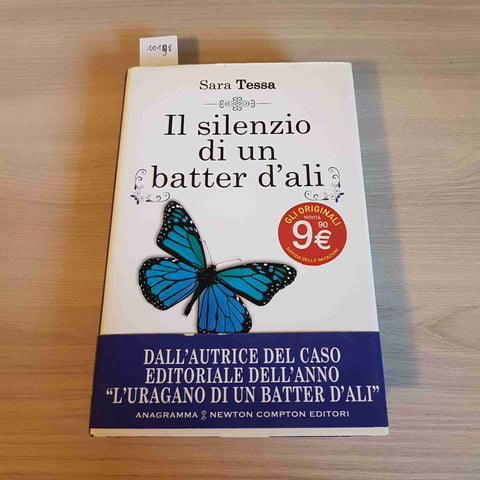 Sara Tessa
Il silenzio
di un
batter d'ali
GLI ORIGINALI
NOVITÀ
9€ 90
DIFFIDA DELLE IMITAZIONI
DALL'AUTRICE DEL CASO
EDITORIALE DELL'ANNO
"L'URAGANO DI UN BATTER D'ALI"
ANAGRAMMA NEWTON COMPTON EDITORI